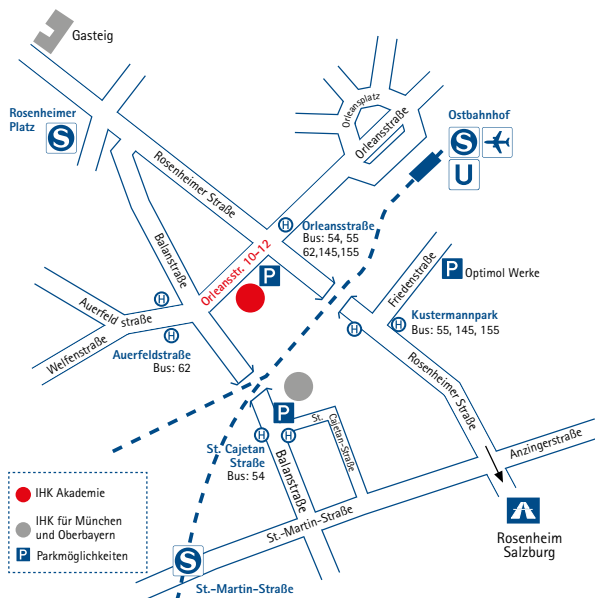 Gasteig
Rosenheimer
Platz
S
Orleansplatz
Orleansstraße
Ostbahnhof
S
U
Rosenheimer Straße
Balanstraße
H
Orleansstraße
Bus: 54, 55
62,145,155
Orleansstr. 10-12
P
P
Optimol Werke
Friedenstraße
H
Auerfeldstraße
Welfenstraße
H
Auerfeldstraße
Bus: 62
H
H
Kustermannpark
Bus: 55, 145, 155
Rosenheimer Straße
P
St. Cajetan-Straße
H
H
St. Cajetan
Straße
Bus: 54
Balanstraße
Anzingerstraße
St.-Martin-Straße
Rosenheim
Salzburg
S
St.-Martin-Straße
IHK Akademie
IHK für München
und Oberbayern
P Parkmöglichkeiten